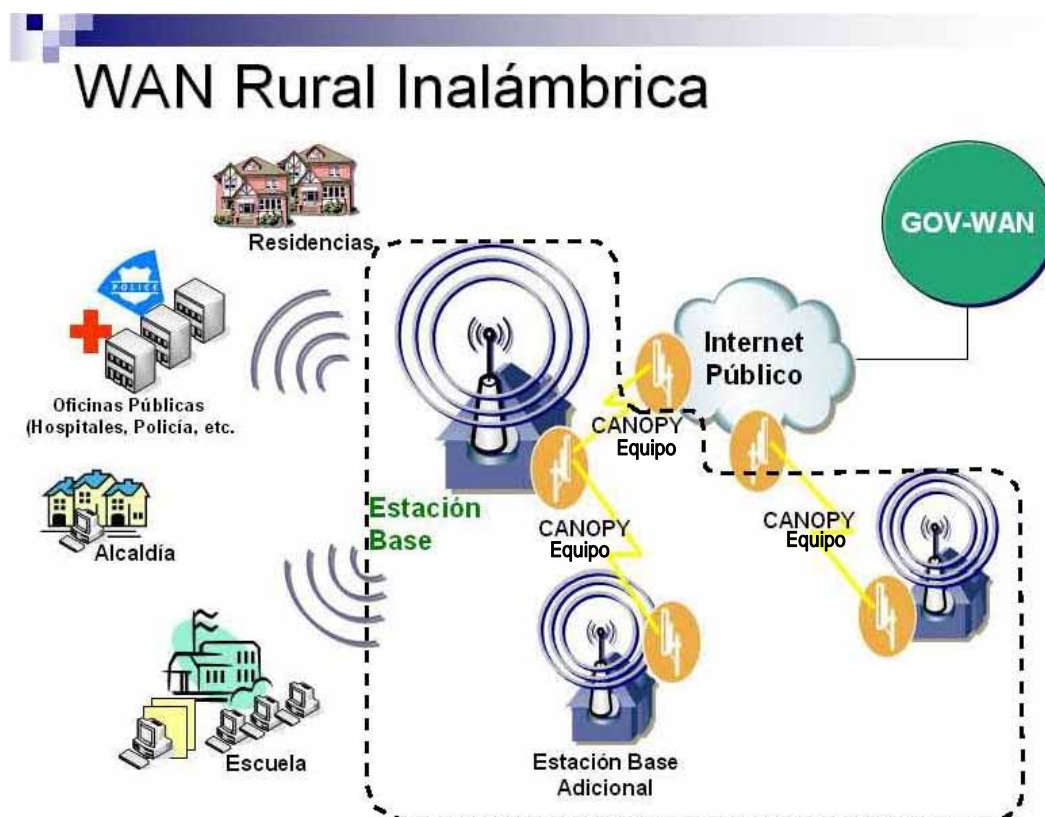 WAN Rural Inalámbrica
Residencias
GOV-WAN
POLICE
Internet
Público
Oficinas Públicas
(Hospitales, Policía, etc.
CANOPY
Equipo
Estación
Base
CANOPY
Equipo
CANOPY
Equipo
Alcaldía
Escuela
Estación Base
Adicional